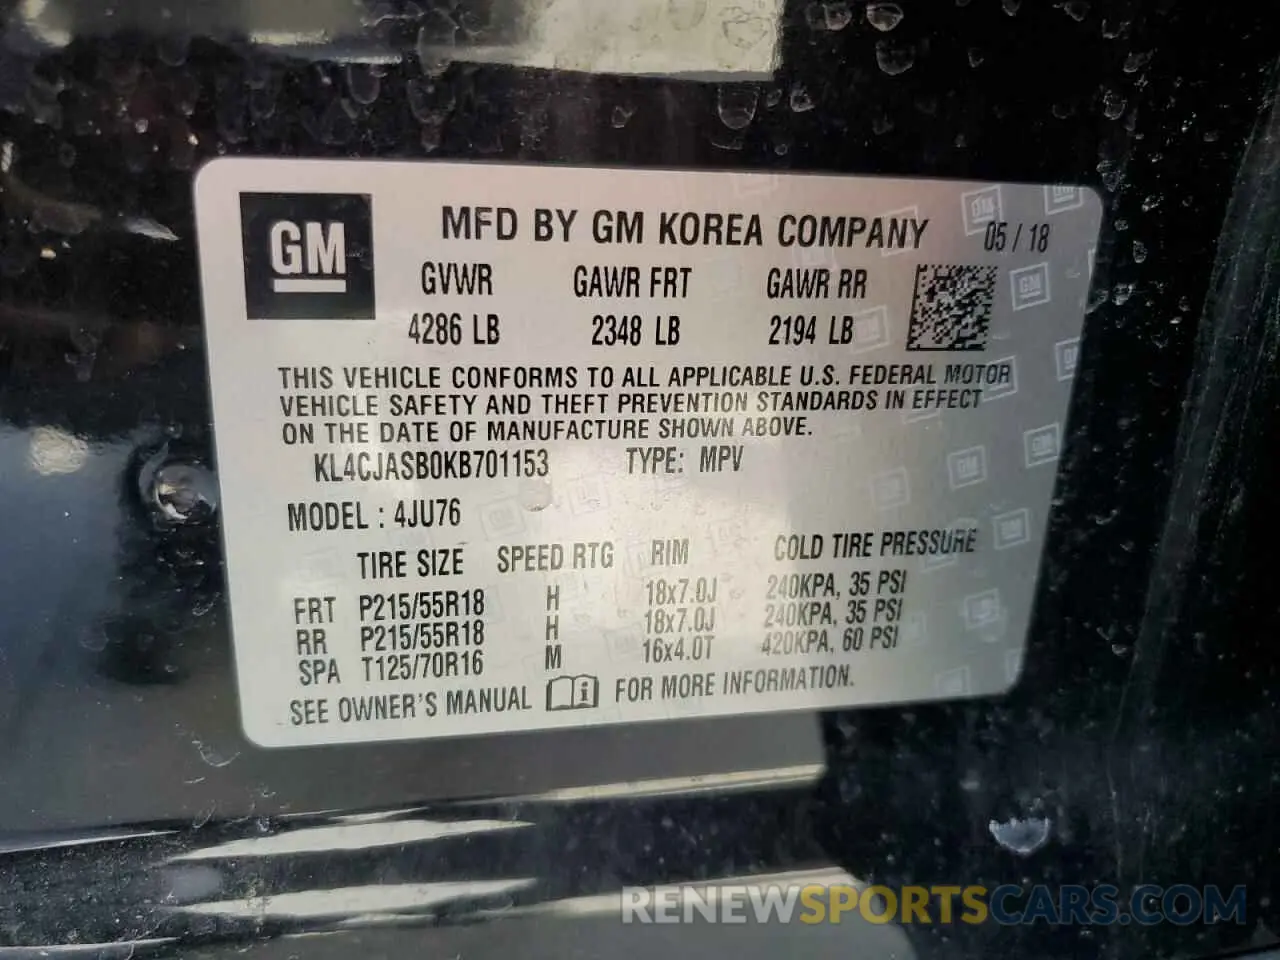 GM
MFD BY GM KOREA COMPANY 05 / 18
GVWR GAWR FRT GAWR RR
4286 LB 2348 LB 2194 LB
THIS VEHICLE CONFORMS TO ALL APPLICABLE U.S. FEDERAL MOTOR
VEHICLE SAFETY AND THEFT PREVENTION STANDARDS IN EFFECT
ON THE DATE OF MANUFACTURE SHOWN ABOVE.
KL4CJASB0KB701153 TYPE: MPV
MODEL : 4JU76
TIRE SIZE SPEED RTG RIM COLD TIRE PRESSURE
FRT P215/55R18 H 18x7.0J 240KPA, 35 PSI
RR P215/55R18 H 18x7.0J 240KPA, 35 PSI
SPA T125/70R16 M 16x4.0T 420KPA, 60 PSI
SEE OWNER'S MANUAL i FOR MORE INFORMATION.
RENEWSPORTSCARS.COM